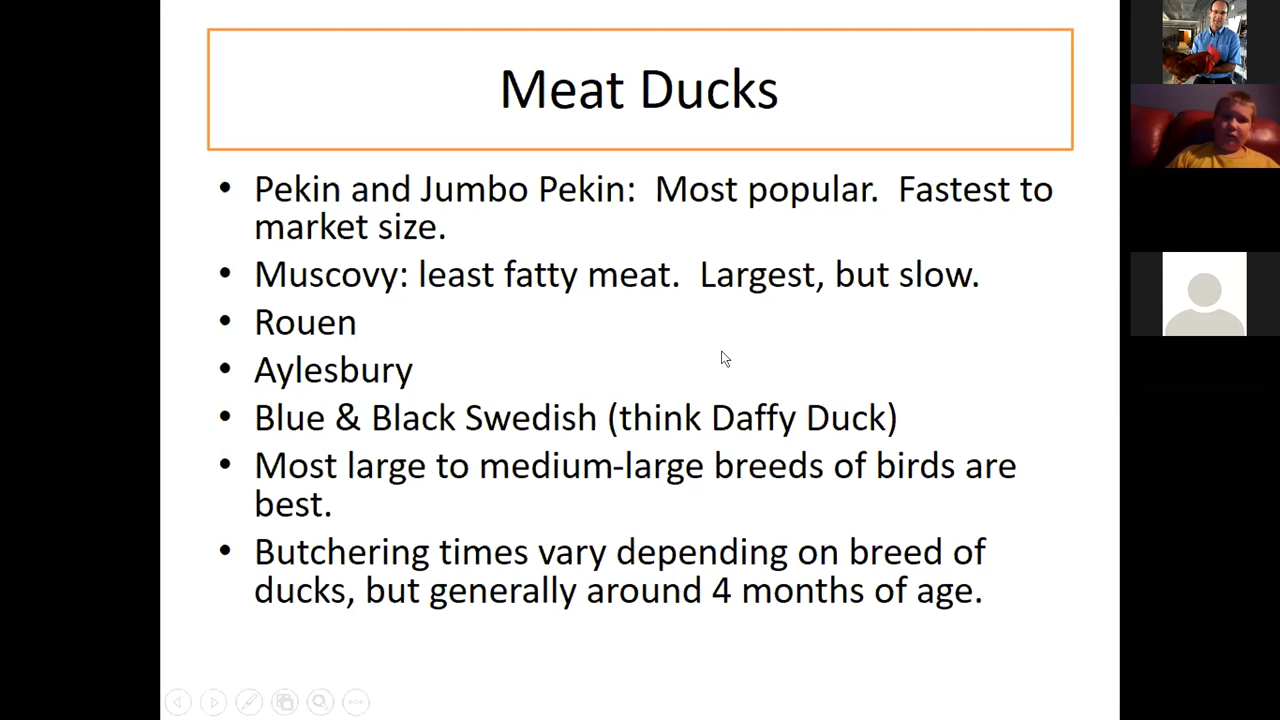 Meat Ducks
• Pekin and Jumbo Pekin:  Most popular.  Fastest to
market size.
• Muscovy: least fatty meat.  Largest, but slow.
• Rouen
• Aylesbury
• Blue & Black Swedish (think Daffy Duck)
• Most large to medium-large breeds of birds are
best.
• Butchering times vary depending on breed of
ducks, but generally around 4 months of age.